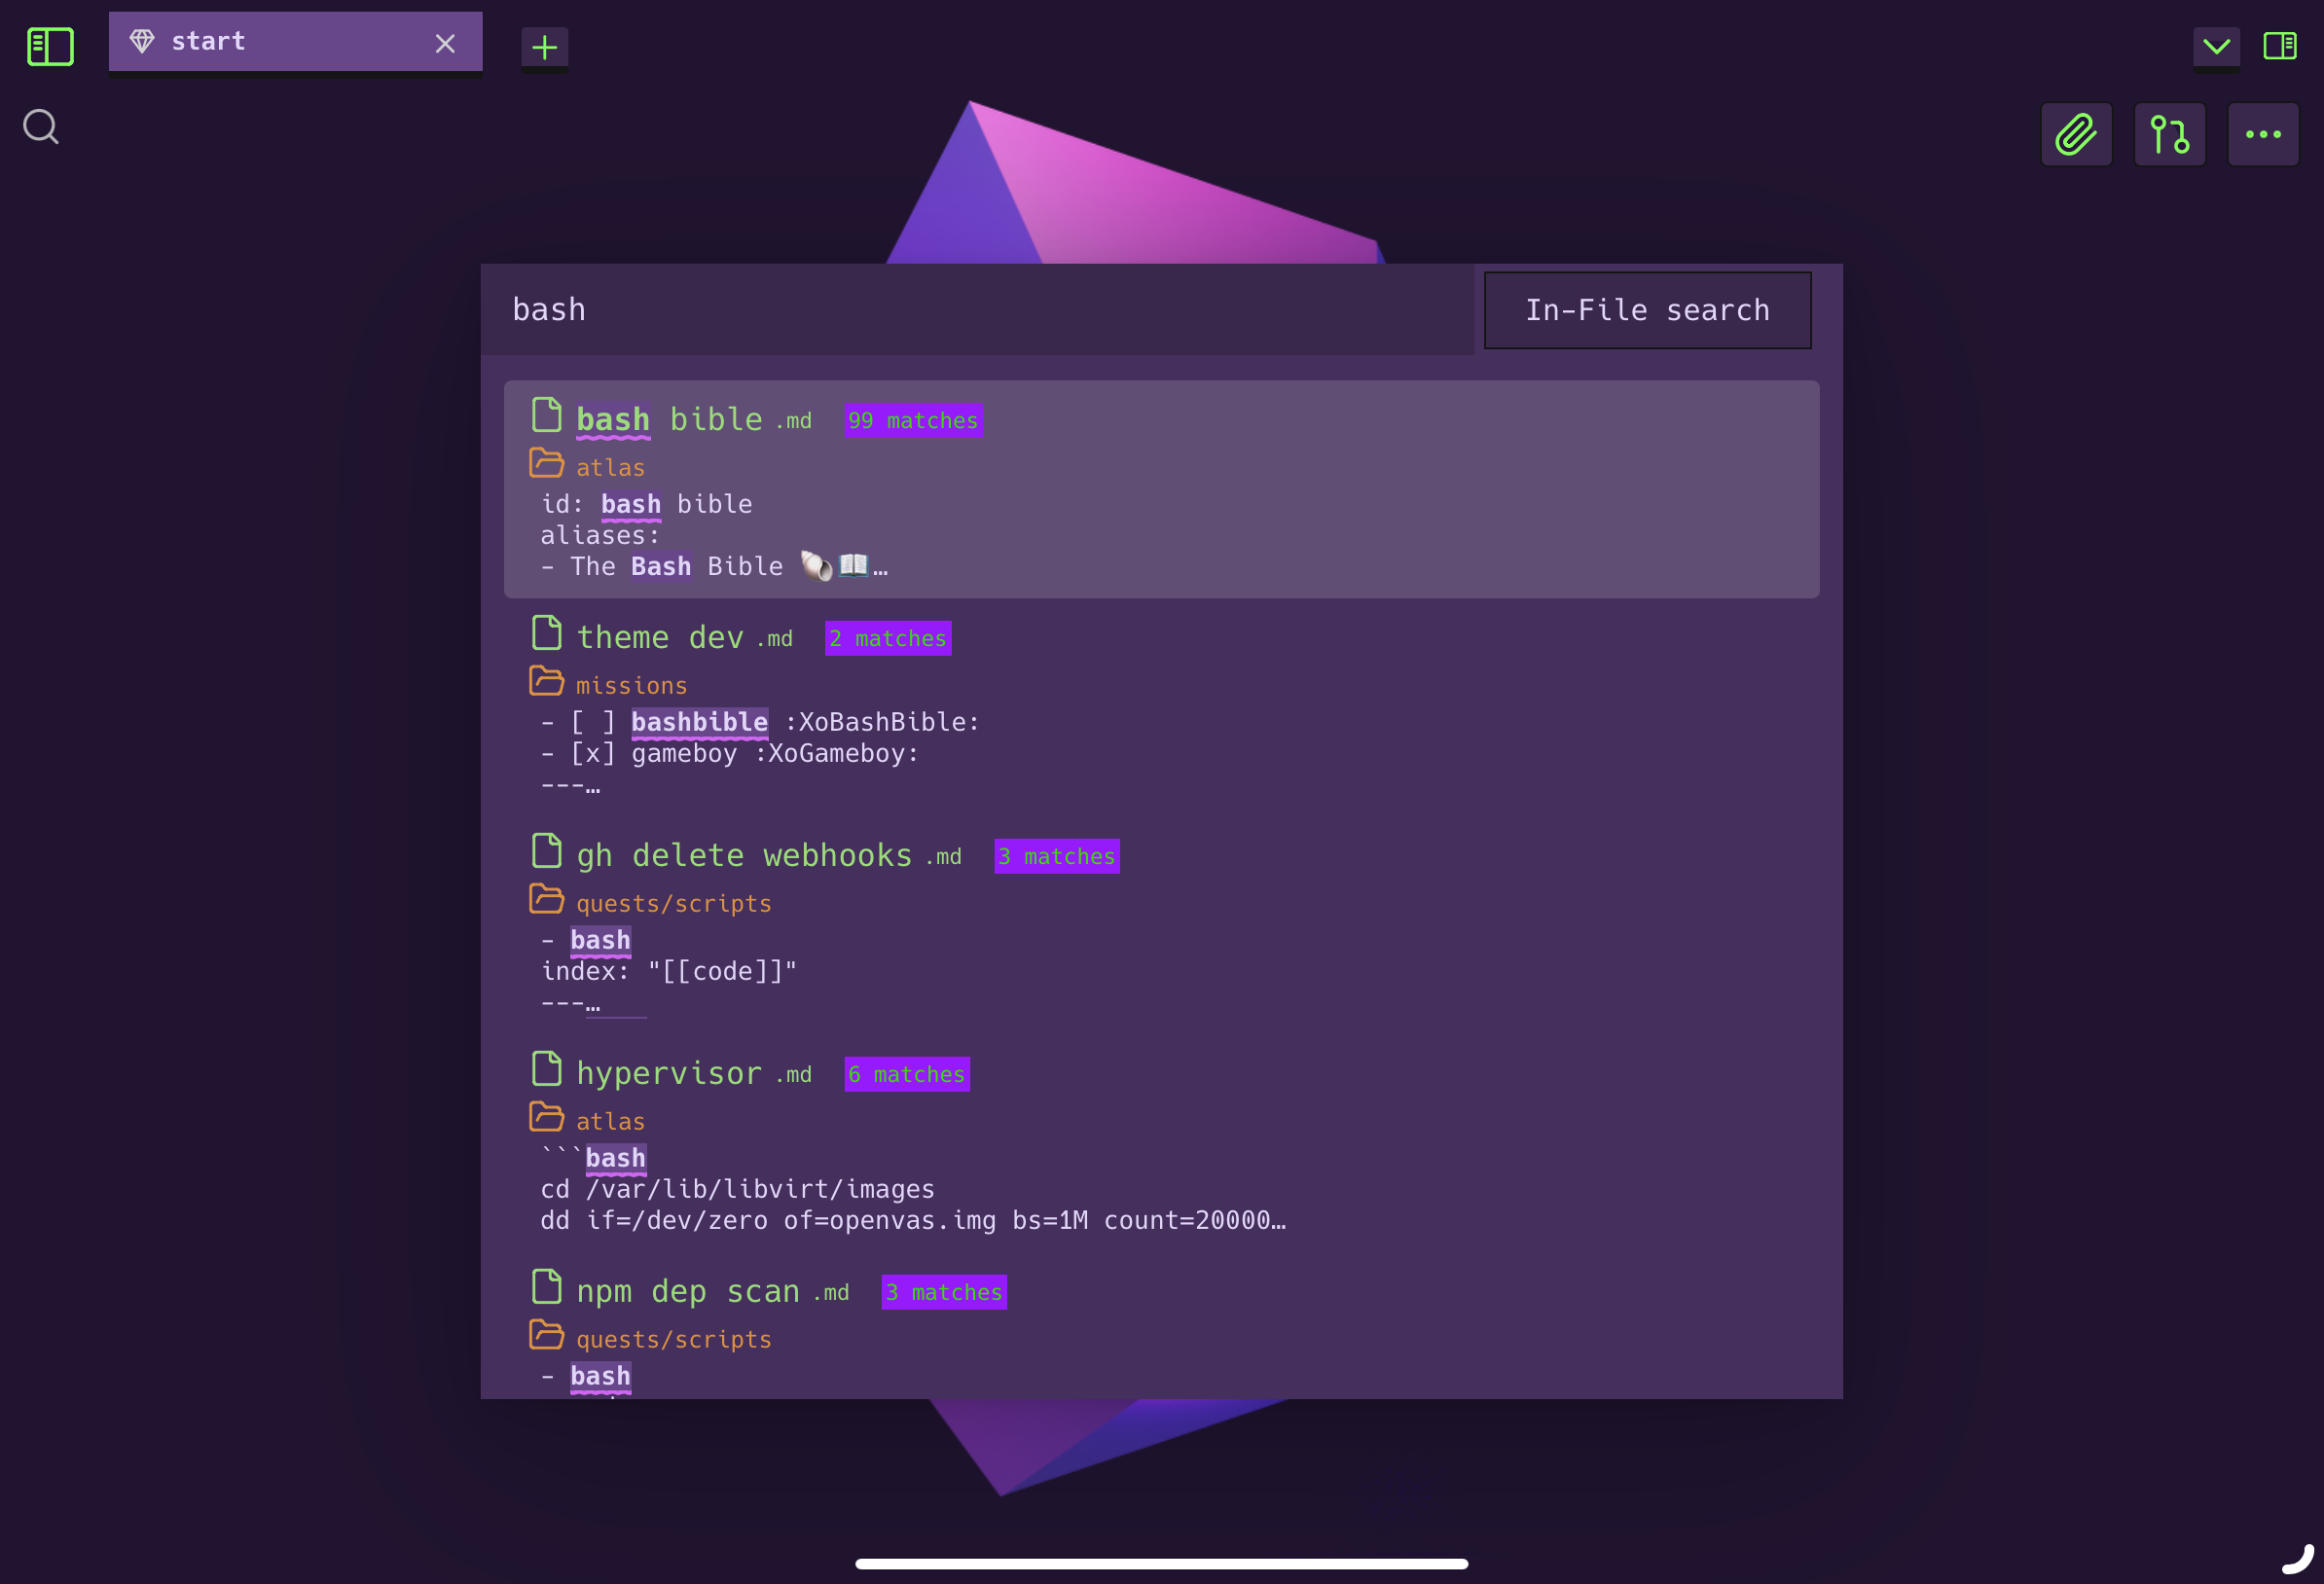 start
bash
In-File search
bash bible .md 99 matches
atlas
id: bash bible
aliases:
- The Bash Bible 🐚📖…
theme dev .md 2 matches
missions
- [ ] bashbible :XoBashBible:
- [x] gameboy :XoGameboy:
---…
gh delete webhooks .md 3 matches
quests/scripts
- bash
index: "[[code]]"
---…
hypervisor .md 6 matches
atlas
```bash
cd /var/lib/libvirt/images
dd if=/dev/zero of=openvas.img bs=1M count=20000…
npm dep scan .md 3 matches
quests/scripts
- bash